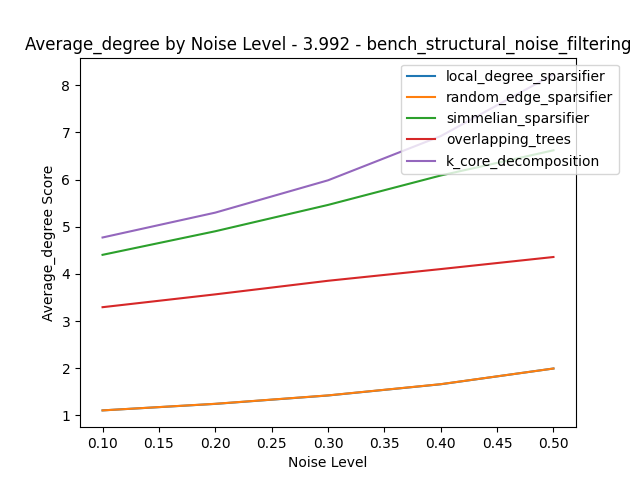 Average_degree by Noise Level - 3.992 - bench_structural_noise_filtering
local_degree_sparsifier
random_edge_sparsifier
simmelian_sparsifier
overlapping_trees
k_core_decomposition
Average_degree Score
8
7
6
5
4
3
2
1
0.10 0.15 0.20 0.25 0.30 0.35 0.40 0.45 0.50
Noise Level